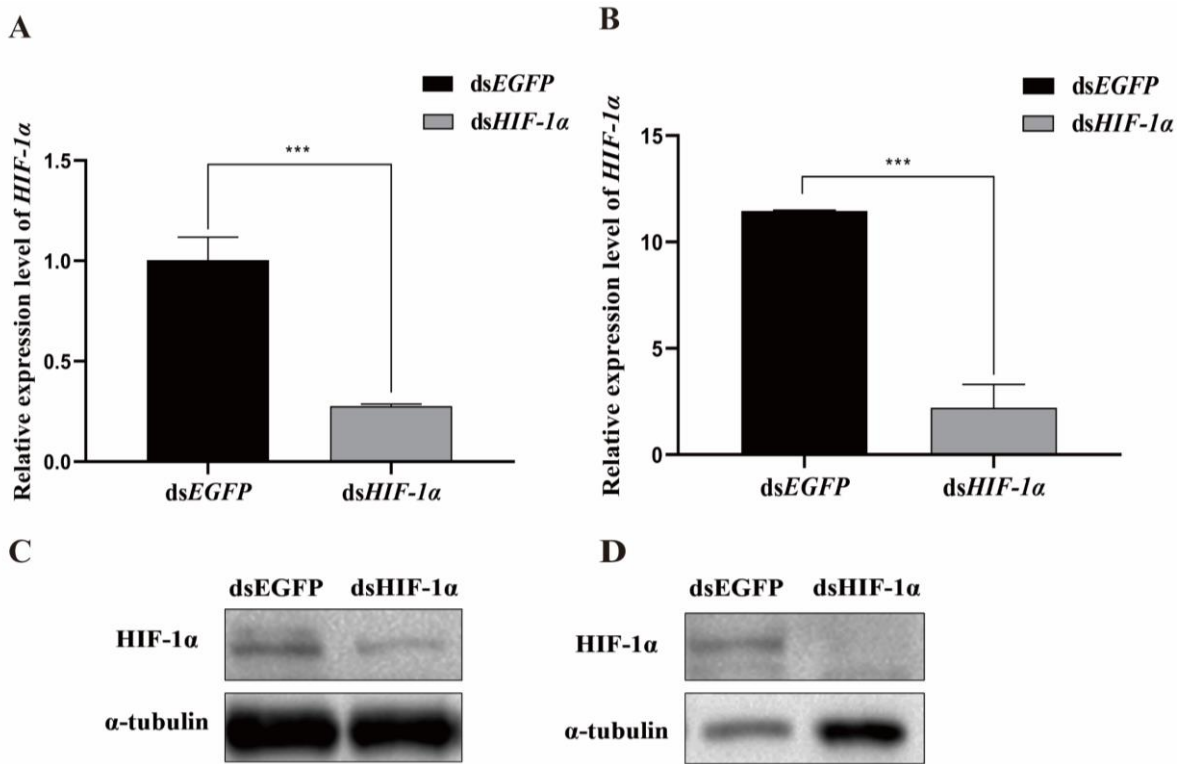 A
dsEGFP
dsHIF-1α
Relative expression level of HIF-1α
***
1.5
1.0
0.5
0.0
dsEGFP
dsHIF-1α
B
dsEGFP
dsHIF-1α
Relative expression level of HIF-1α
***
15
10
5
0
dsEGFP
dsHIF-1α
C
dsEGFP dsHIF-1α
HIF-1α
α-tubulin
D
dsEGFP dsHIF-1α
HIF-1α
α-tubulin